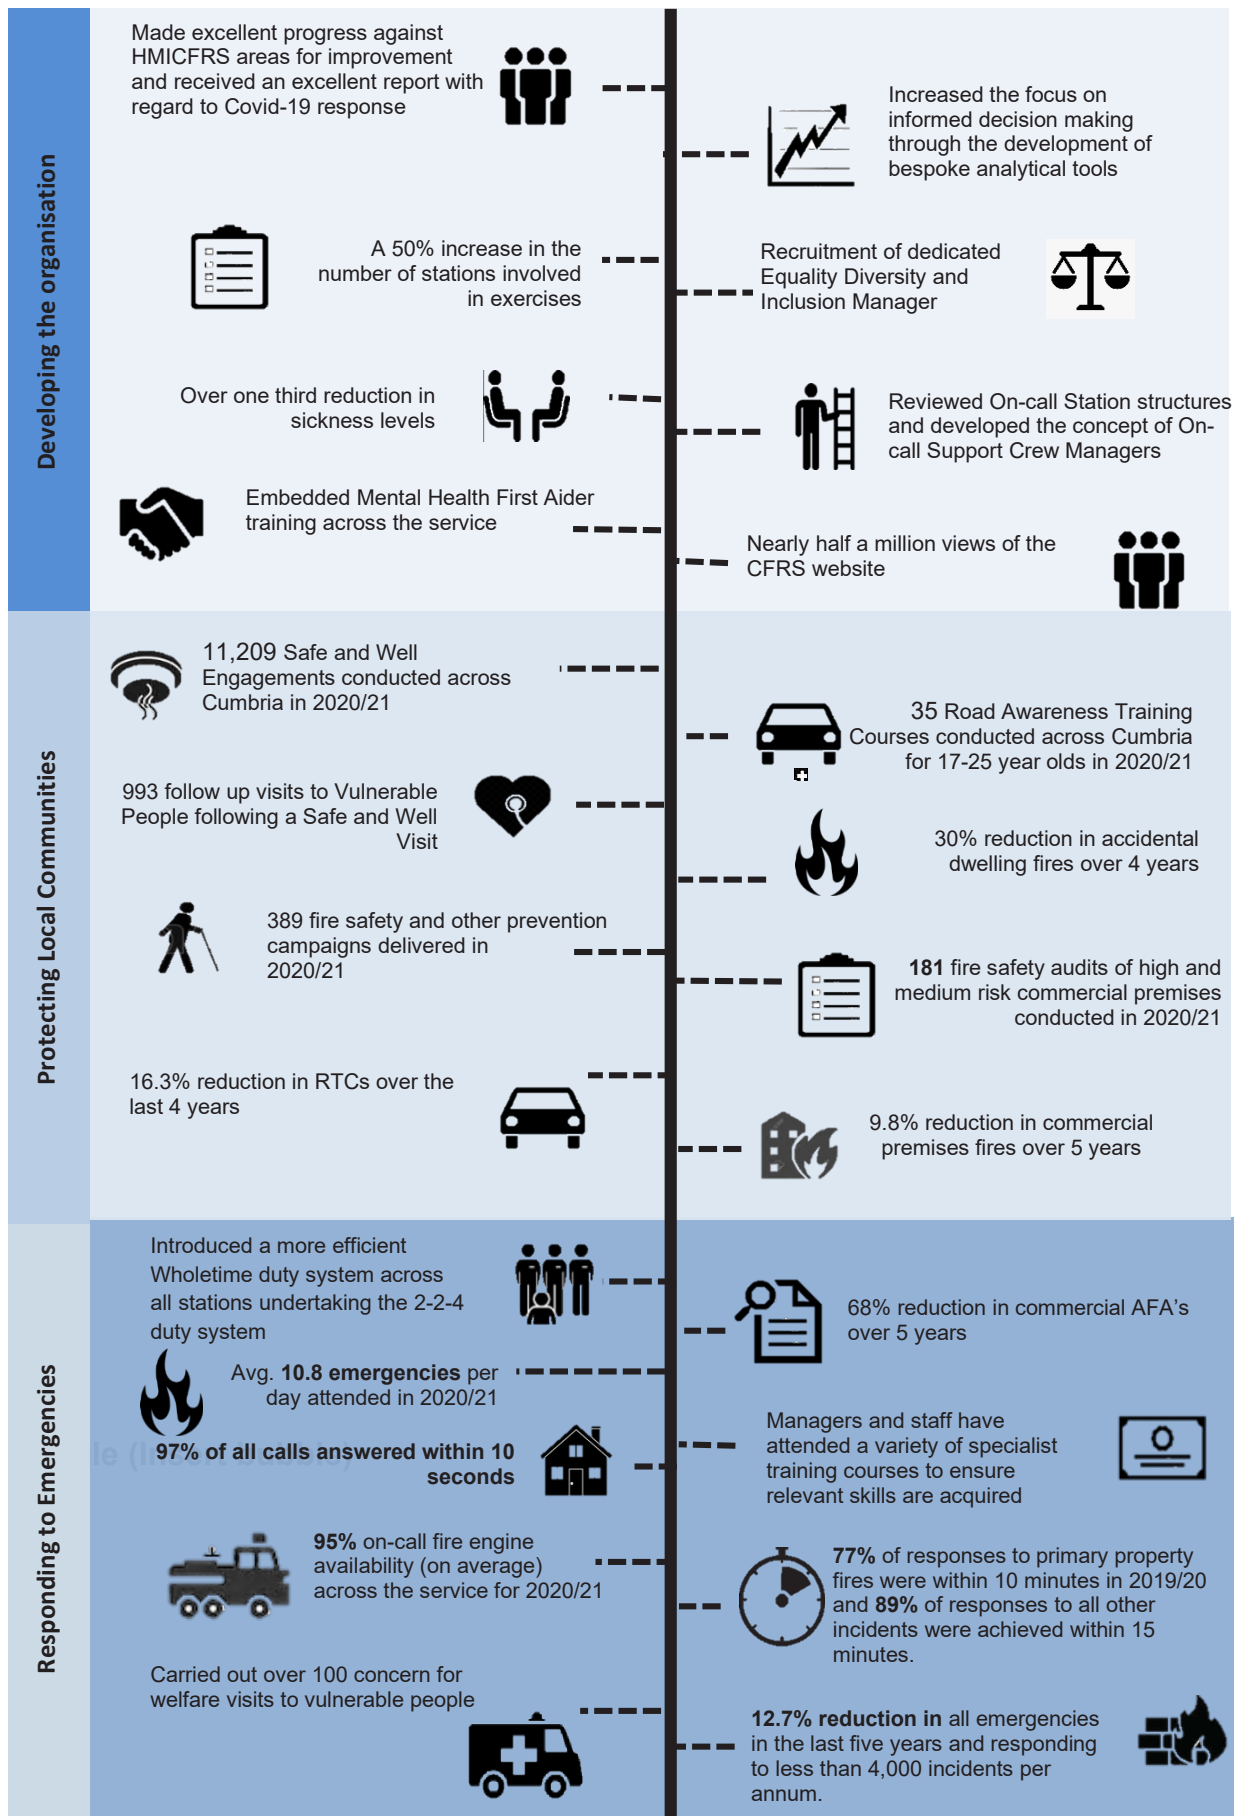 Developing the organisation
Made excellent progress against
HMICFRS areas for improvement
and received an excellent report with
regard to Covid-19 response
Increased the focus on
informed decision making
through the development of
bespoke analytical tools
A 50% increase in the
number of stations involved
in exercises
Recruitment of dedicated
Equality Diversity and
Inclusion Manager
Over one third reduction in
sickness levels
Reviewed On-call Station structures
and developed the concept of On-
call Support Crew Managers
Embedded Mental Health First Aider
training across the service
Nearly half a million views of the
CFRS website
Protecting Local Communities
11,209 Safe and Well
Engagements conducted across
Cumbria in 2020/21
35 Road Awareness Training
Courses conducted across Cumbria
for 17-25 year olds in 2020/21
993 follow up visits to Vulnerable
People following a Safe and Well
Visit
30% reduction in accidental
dwelling fires over 4 years
389 fire safety and other prevention
campaigns delivered in
2020/21
181 fire safety audits of high and
medium risk commercial premises
conducted in 2020/21
16.3% reduction in RTCs over the
last 4 years
9.8% reduction in commercial
premises fires over 5 years
Responding to Emergencies
Introduced a more efficient
Wholetime duty system across
all stations undertaking the 2-2-4
duty system
68% reduction in commercial AFA's
over 5 years
Avg. 10.8 emergencies per
day attended in 2020/21
97% of all calls answered within 10
seconds
Managers and staff have
attended a variety of specialist
training courses to ensure
relevant skills are acquired
95% on-call fire engine
availability (on average)
across the service for 2020/21
77% of responses to primary property
fires were within 10 minutes in 2019/20
and 89% of responses to all other
incidents were achieved within 15
minutes.
Carried out over 100 concern for
welfare visits to vulnerable people
12.7% reduction in all emergencies
in the last five years and responding
to less than 4,000 incidents per
annum.